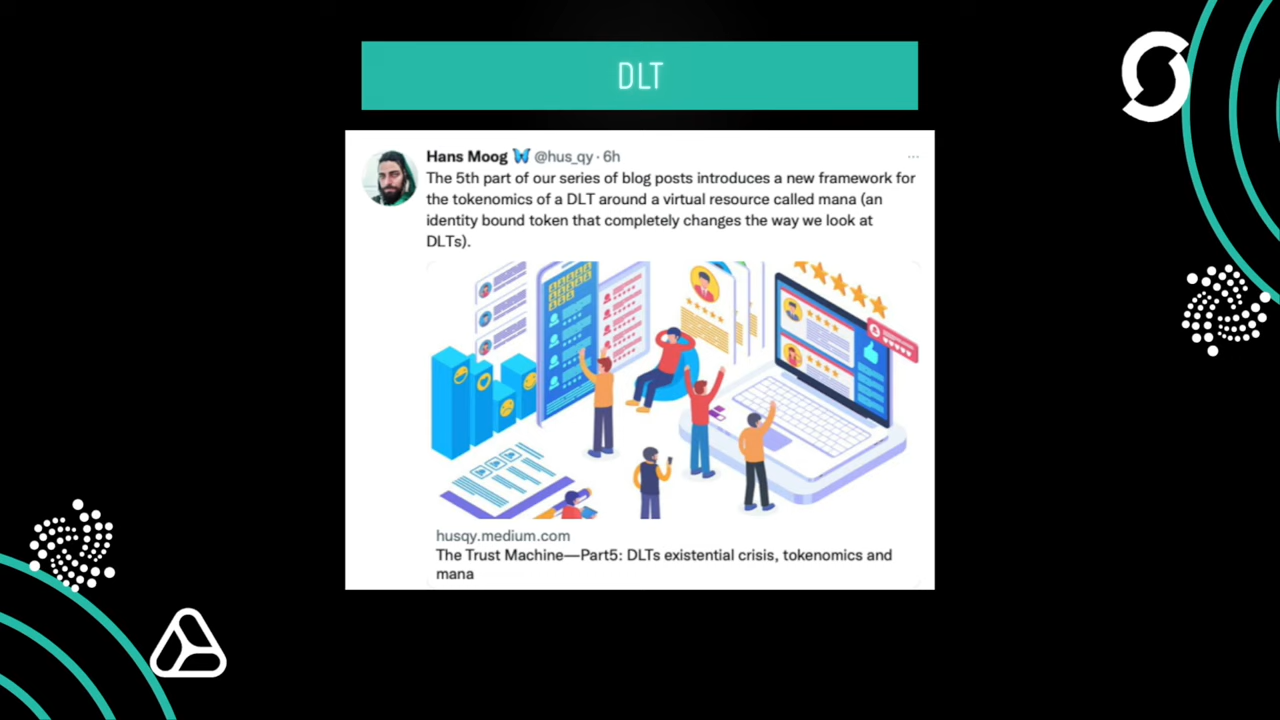 DLT
Hans Moog 🦋 @hus_qy · 6h
The 5th part of our series of blog posts introduces a new framework for
the tokenomics of a DLT around a virtual resource called mana (an
identity bound token that completely changes the way we look at
DLTs).
husqy.medium.com
The Trust Machine—Part5: DLTs existential crisis, tokenomics and
mana